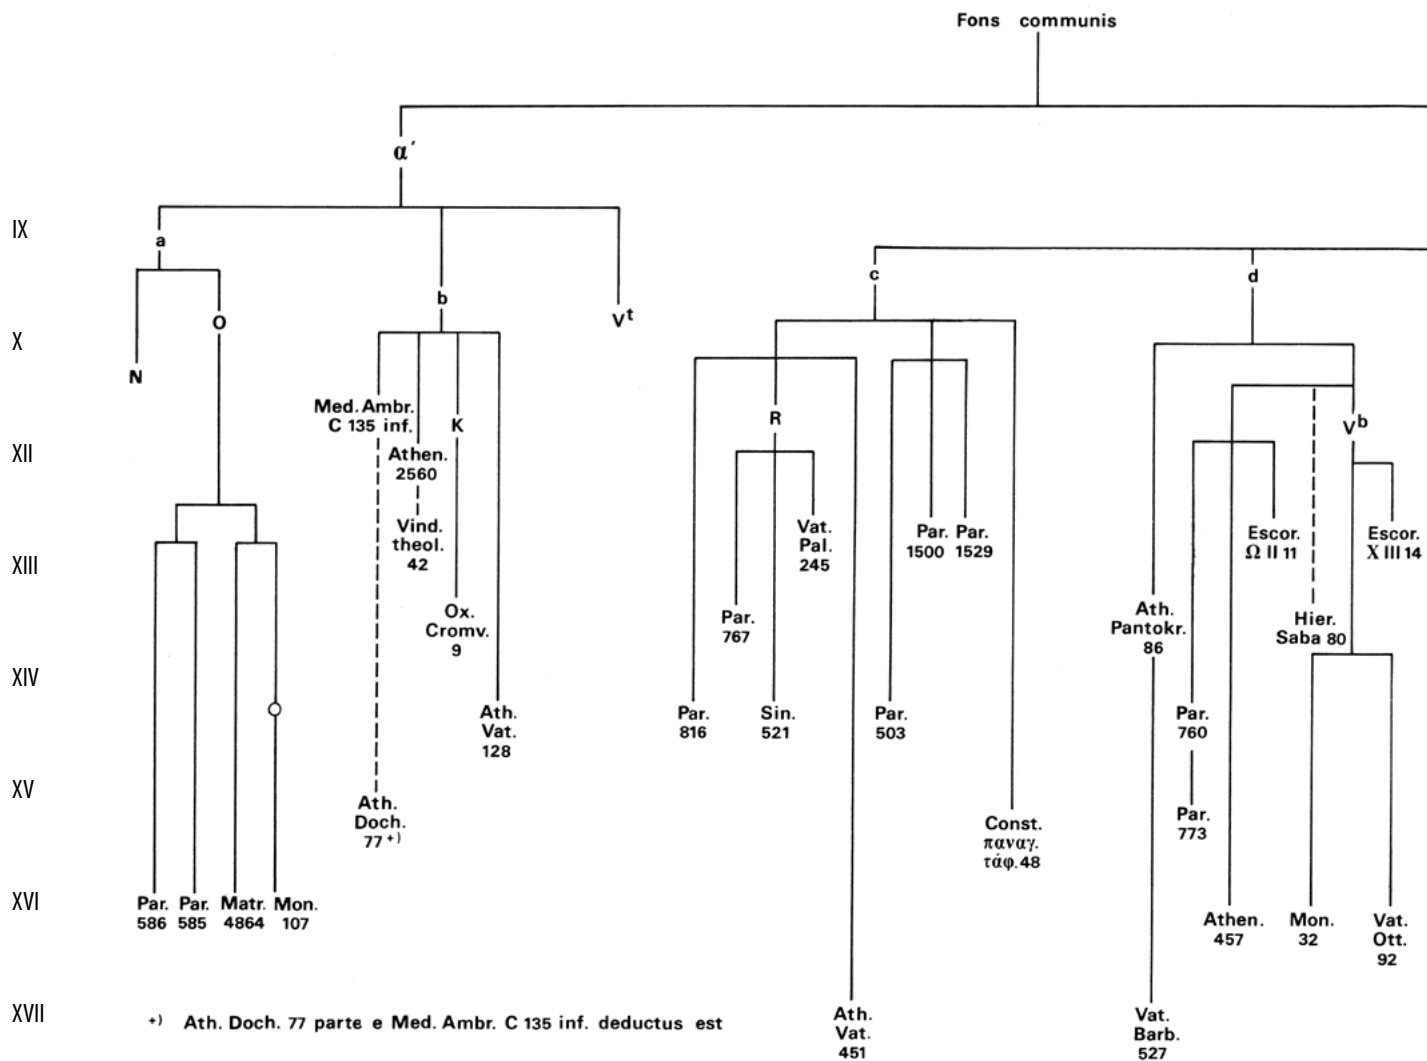 Fons communis
α´
IX
a
c
d
b
O
Vᵗ
X
N
Med. Ambr.
C 135 inf.
K
R
Vᵇ
XII
Athen.
2560
Vind.
theol.
42
Vat.
Pal.
245
Par.
1500
Par.
1529
Escor.
Ω II 11
Escor.
X III 14
XIII
Ox.
Cromv.
9
Par.
767
Ath.
Pantokr.
86
Hier.
Saba 80
XIV
Ath.
Vat.
128
Par.
816
Sin.
521
Par.
503
Par.
760
XV
Ath.
Doch.
77 +)
Const.
παναγ.
τάφ. 48
Par.
773
XVI
Par.
586
Par.
585
Matr.
4864
Mon.
107
Athen.
457
Mon.
32
Vat.
Ott.
92
XVII
Ath.
Vat.
451
Vat.
Barb.
527
+) Ath. Doch. 77 parte e Med. Ambr. C 135 inf. deductus est